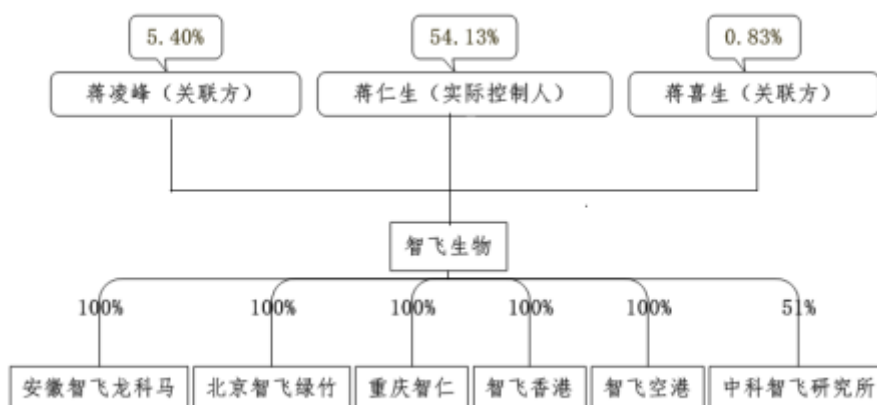 5.40%
54.13%
0.83%
蒋凌峰（关联方）
蒋仁生（实际控制人）
蒋喜生（关联方）
智飞生物
100%
100%
100%
100%
100%
51%
安徽智飞龙科马
北京智飞绿竹
重庆智仁
智飞香港
智飞空港
中科智飞研究所